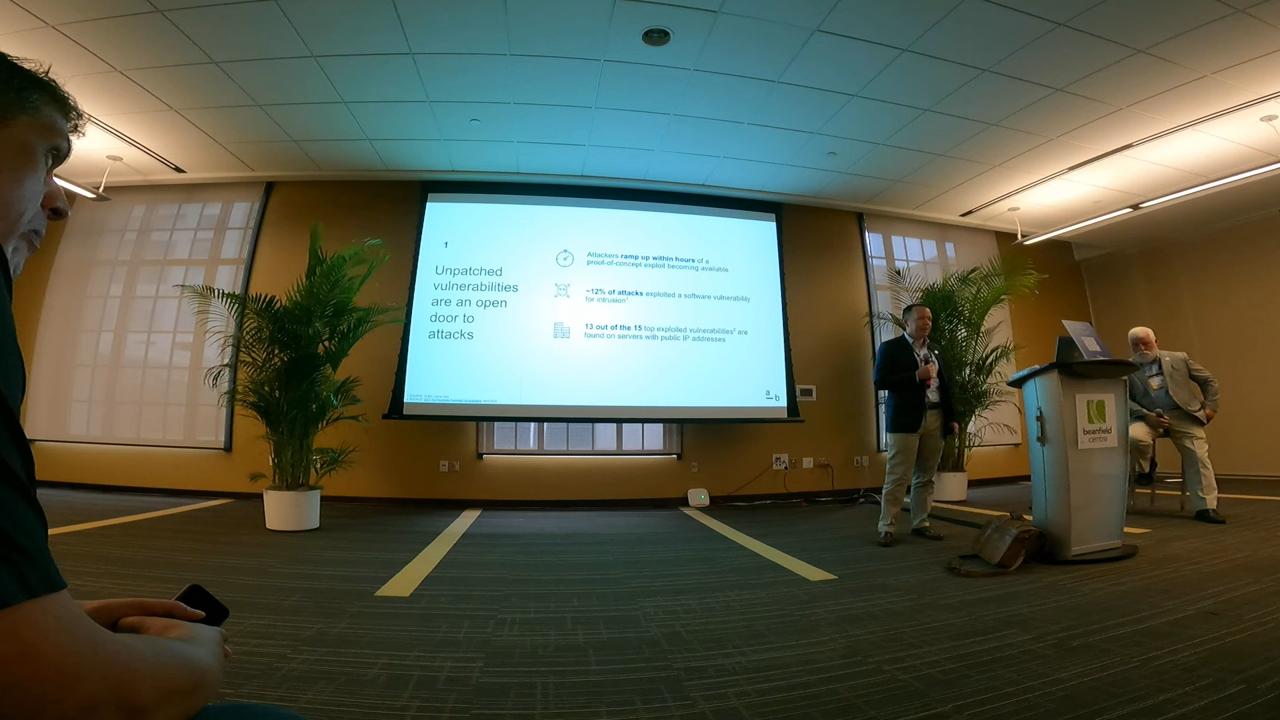 1
Unpatched
vulnerabilities
are an open
door to
attacks
Attackers ramp up within hours of a
proof-of-concept exploit becoming available
~12% of attacks exploited a software vulnerability
for intrusion¹
13 out of the 15 top exploited vulnerabilities² are
found on servers with public IP addresses
a
b
beanfield
centre